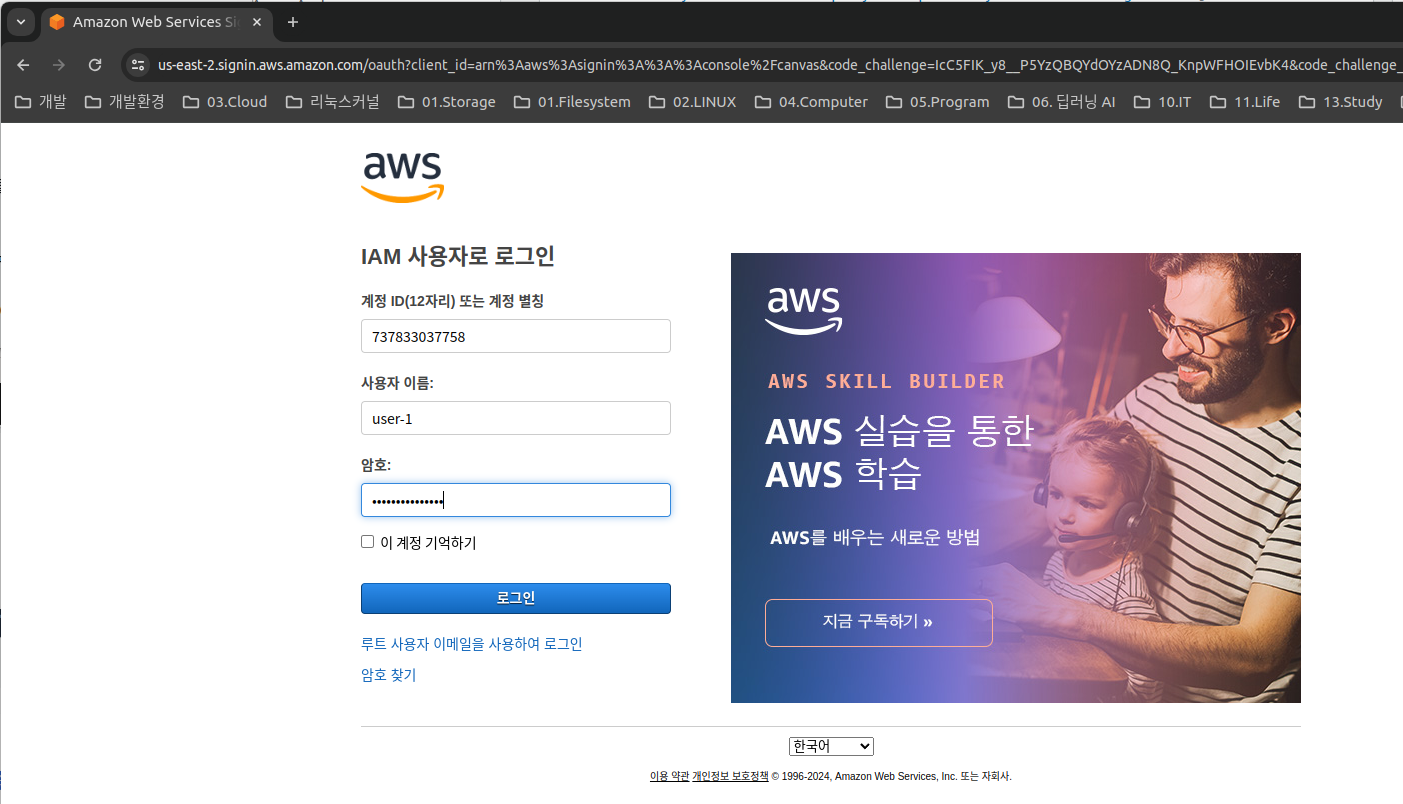 Amazon Web Services Si
us-east-2.signin.aws.amazon.com/oauth?client_id=arn%3Aaws%3Asignin%3A%3A%3Aconsole%2Fcanvas&code_challenge=IcC5FIK_y8__P5YzQBQYdOYzADN8Q_KnpWFHOIEvbK4&code_challenge_
개발 개발환경 03.Cloud 리눅스커널 01.Storage 01.Filesystem 02.LINUX 04.Computer 05.Program 06. 딥러닝 AI 10.IT 11.Life 13.Study
aws
IAM 사용자로 로그인
계정 ID(12자리) 또는 계정 별칭
737833037758
사용자 이름:
user-1
암호:
이 계정 기억하기
로그인
루트 사용자 이메일을 사용하여 로그인
암호 찾기
aws
AWS SKILL BUILDER
AWS 실습을 통한
AWS 학습
AWS를 배우는 새로운 방법
지금 구독하기 »
한국어
이용 약관 개인정보 보호정책 © 1996-2024, Amazon Web Services, Inc. 또는 자회사.